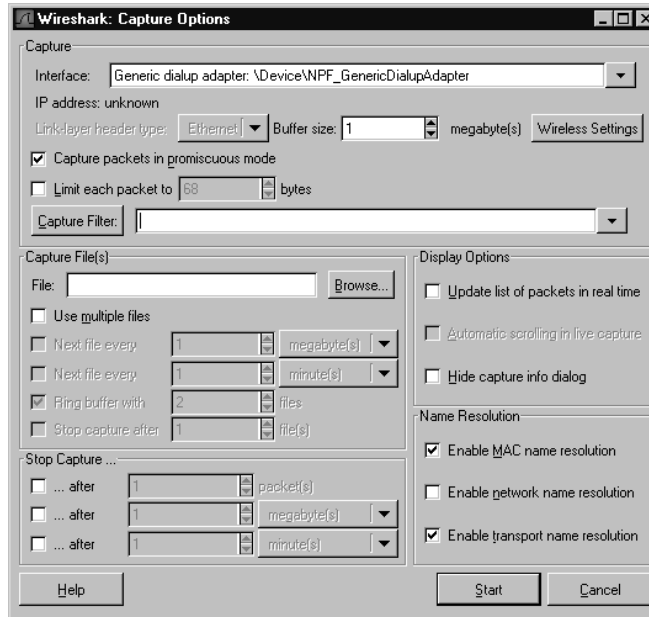 Wireshark: Capture Options
Capture
Interface: Generic dialup adapter: \Device\NPF_GenericDialupAdapter
IP address: unknown
Link-layer header type: Ethernet Buffer size: 1 megabyte(s) Wireless Settings
Capture packets in promiscuous mode
Limit each packet to 68 bytes
Capture Filter:
Capture File(s)
File: Browse...
Use multiple files
Next file every 1 megabyte(s)
Next file every 1 minute(s)
Ring buffer with 2 files
Stop capture after 1 file(s)
Stop Capture ...
... after 1 packet(s)
... after 1 megabyte(s)
... after 1 minute(s)
Display Options
Update list of packets in real time
Automatic scrolling in live capture
Hide capture info dialog
Name Resolution
Enable MAC name resolution
Enable network name resolution
Enable transport name resolution
Help Start Cancel